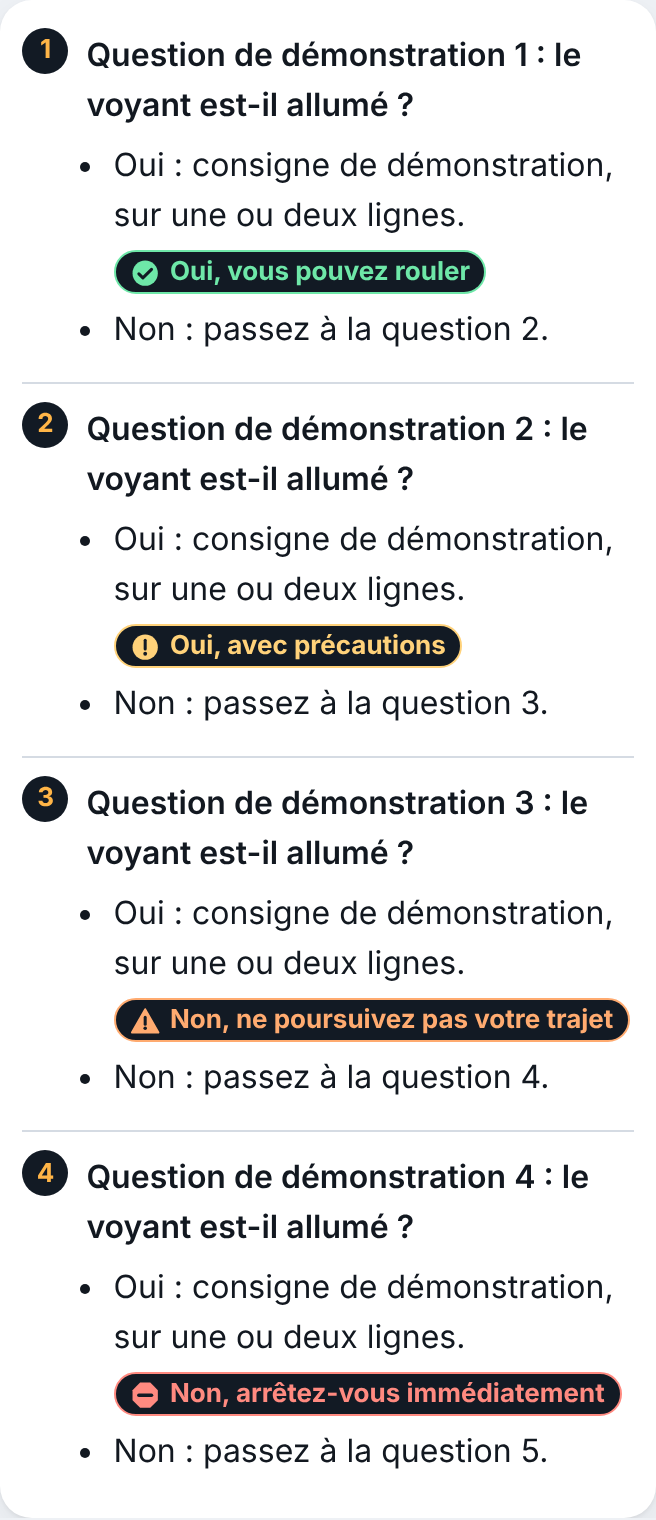 1 Question de démonstration 1 : le
voyant est-il allumé ?
• Oui : consigne de démonstration,
sur une ou deux lignes.
Oui, vous pouvez rouler
• Non : passez à la question 2.
2 Question de démonstration 2 : le
voyant est-il allumé ?
• Oui : consigne de démonstration,
sur une ou deux lignes.
Oui, avec précautions
• Non : passez à la question 3.
3 Question de démonstration 3 : le
voyant est-il allumé ?
• Oui : consigne de démonstration,
sur une ou deux lignes.
Non, ne poursuivez pas votre trajet
• Non : passez à la question 4.
4 Question de démonstration 4 : le
voyant est-il allumé ?
• Oui : consigne de démonstration,
sur une ou deux lignes.
Non, arrêtez-vous immédiatement
• Non : passez à la question 5.